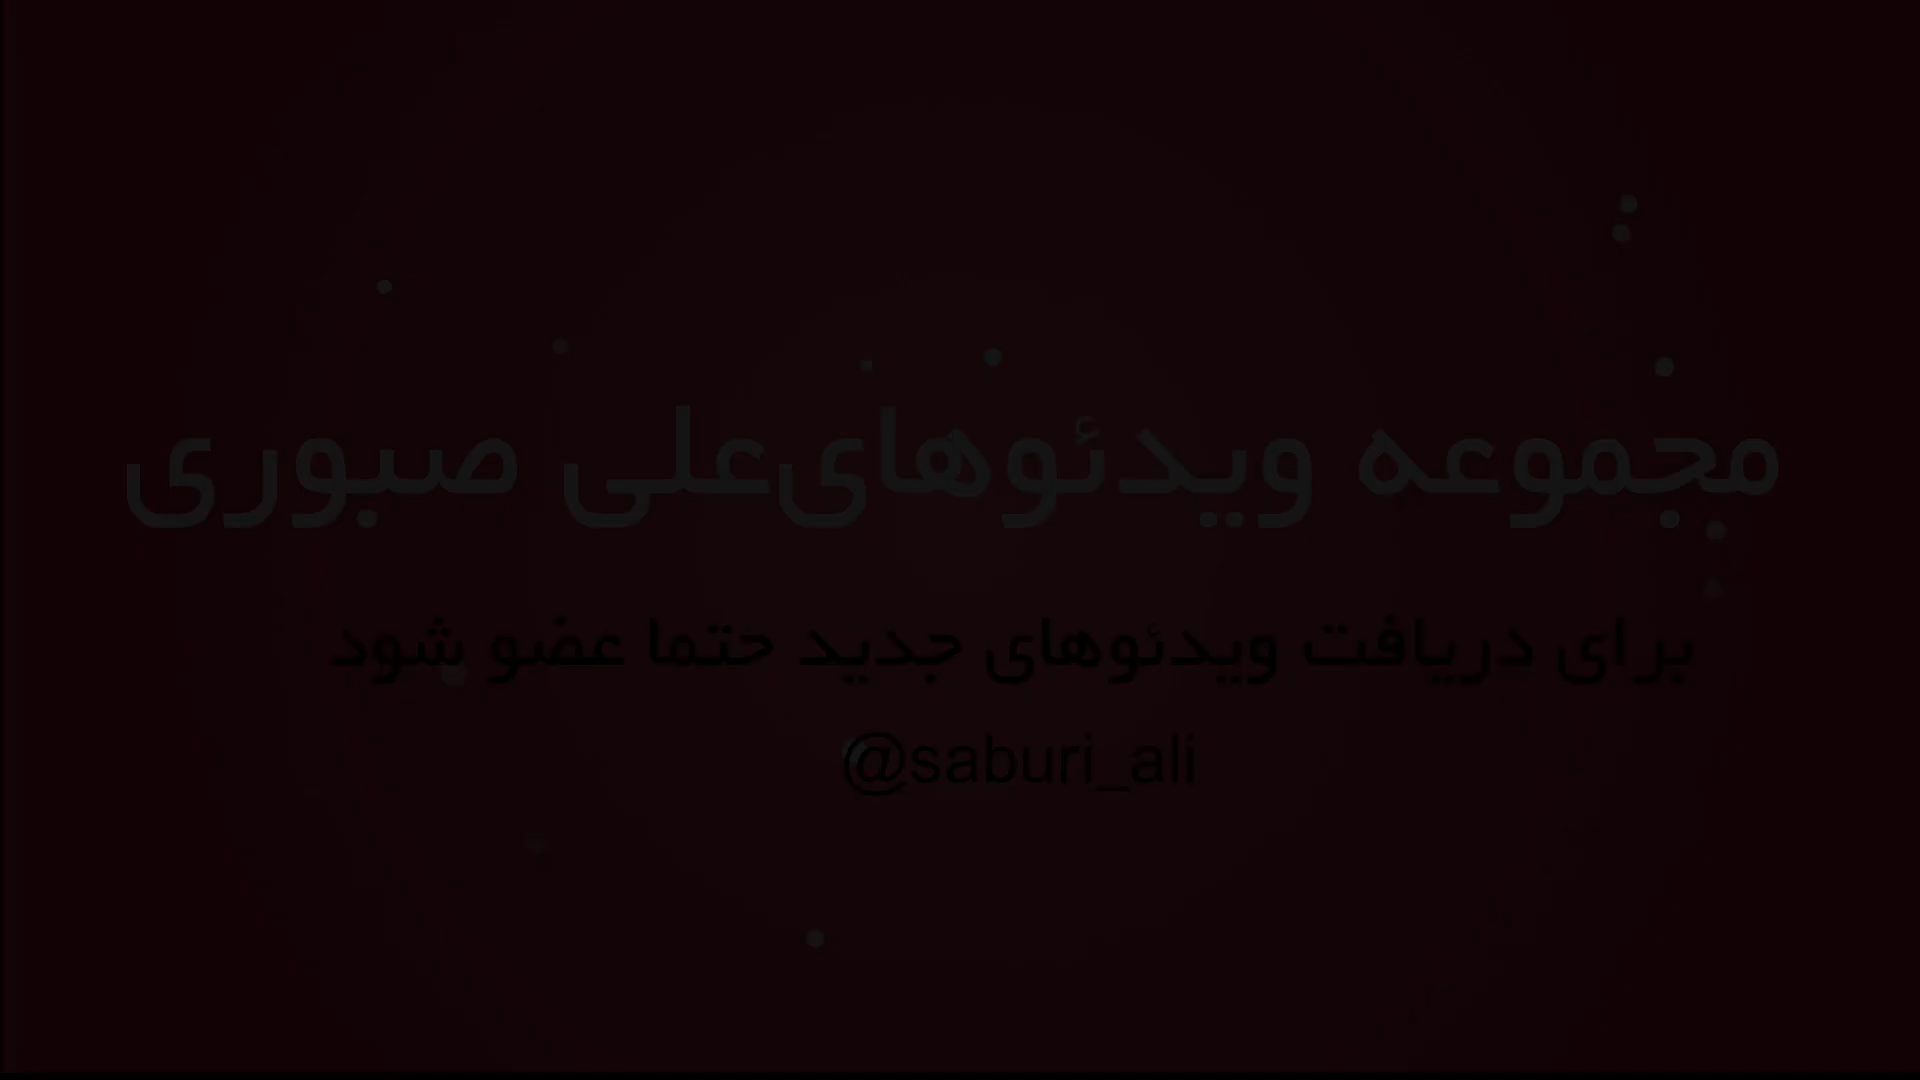 مجموعه ویدئوهای‌علی صبوری
برای دریافت ویدئوهای جدید حتما عضو شود
@saburi_ali